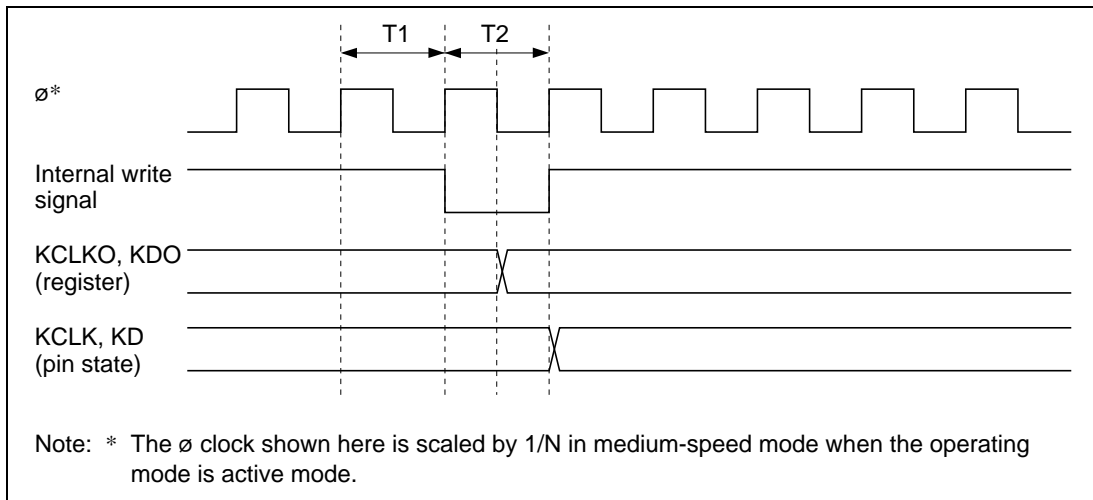 T1 T2
ø*
Internal write
signal
KCLKO, KDO
(register)
KCLK, KD
(pin state)
Note: * The ø clock shown here is scaled by 1/N in medium-speed mode when the operating
mode is active mode.